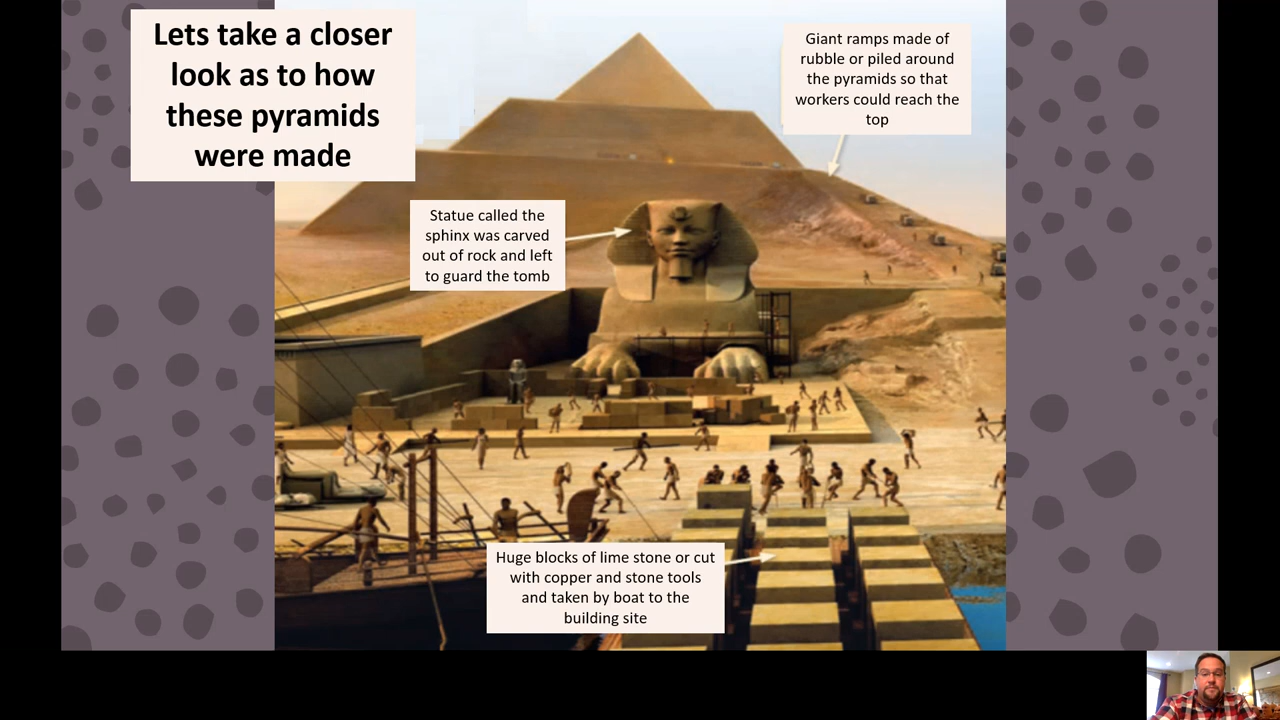 Lets take a closer
look as to how
these pyramids
were made
Giant ramps made of
rubble or piled around
the pyramids so that
workers could reach the
top
Statue called the
sphinx was carved
out of rock and left
to guard the tomb
Huge blocks of lime stone or cut
with copper and stone tools
and taken by boat to the
building site